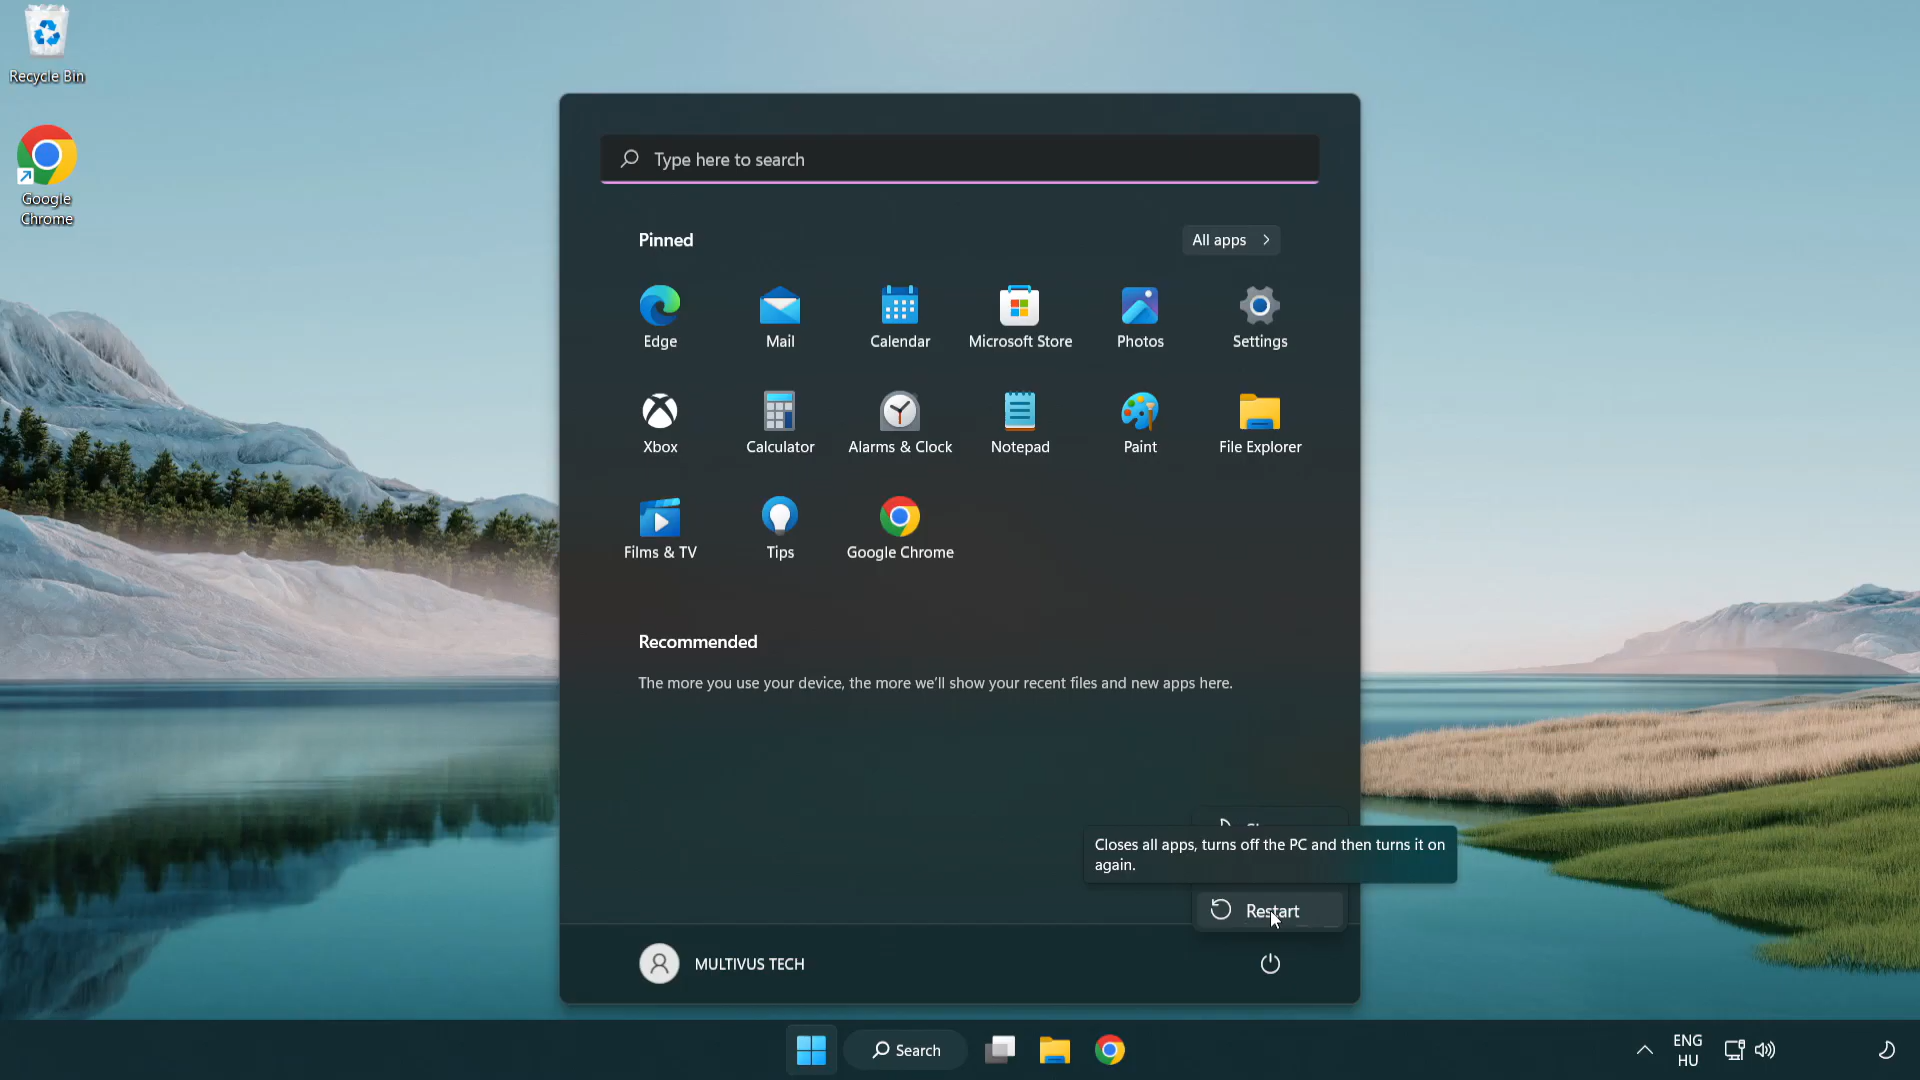 Recycle Bin
Google
Chrome
Type here to search
Pinned
All apps
Edge
Mail
Calendar
Microsoft Store
Photos
Settings
Xbox
Calculator
Alarms & Clock
Notepad
Paint
File Explorer
Films & TV
Tips
Google Chrome
Recommended
The more you use your device, the more we'll show your recent files and new apps here.
Closes all apps, turns off the PC and then turns it on
again.
Restart
MULTIVUS TECH
Search
ENG
HU